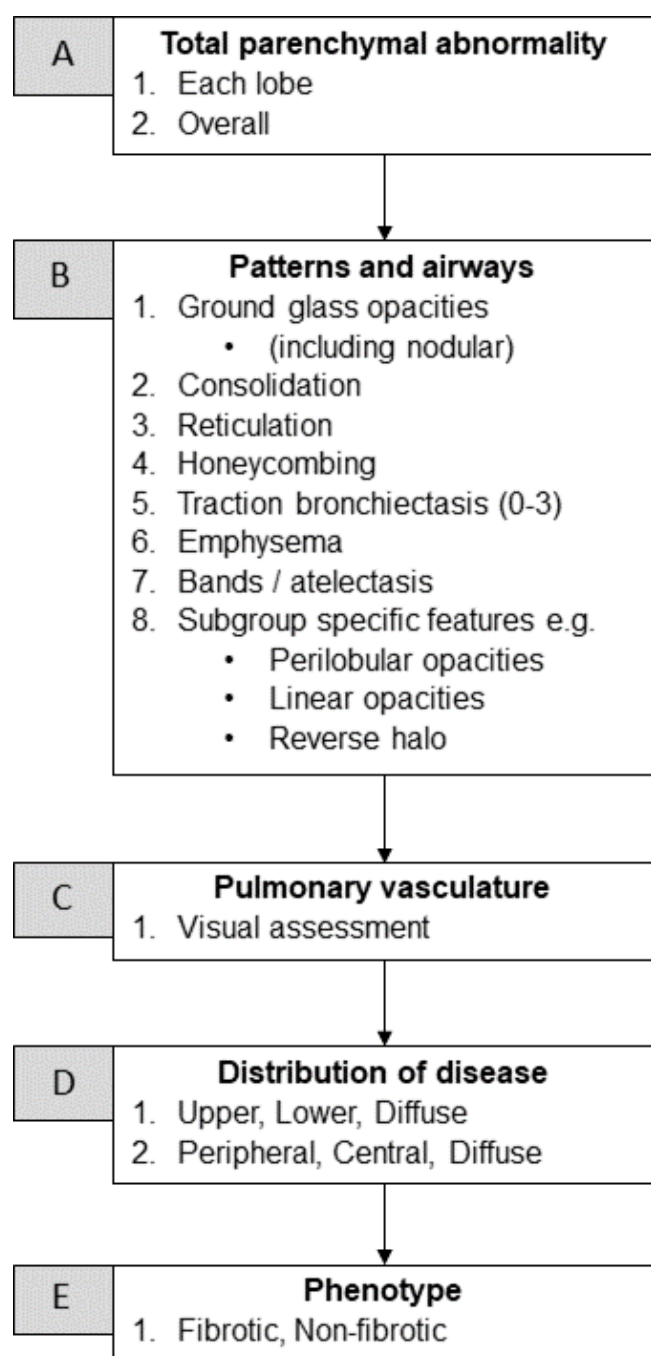 A
Total parenchymal abnormality
1. Each lobe
2. Overall
B
Patterns and airways
1. Ground glass opacities
• (including nodular)
2. Consolidation
3. Reticulation
4. Honeycombing
5. Traction bronchiectasis (0-3)
6. Emphysema
7. Bands / atelectasis
8. Subgroup specific features e.g.
• Perilobular opacities
• Linear opacities
• Reverse halo
C
Pulmonary vasculature
1. Visual assessment
D
Distribution of disease
1. Upper, Lower, Diffuse
2. Peripheral, Central, Diffuse
E
Phenotype
1. Fibrotic, Non-fibrotic